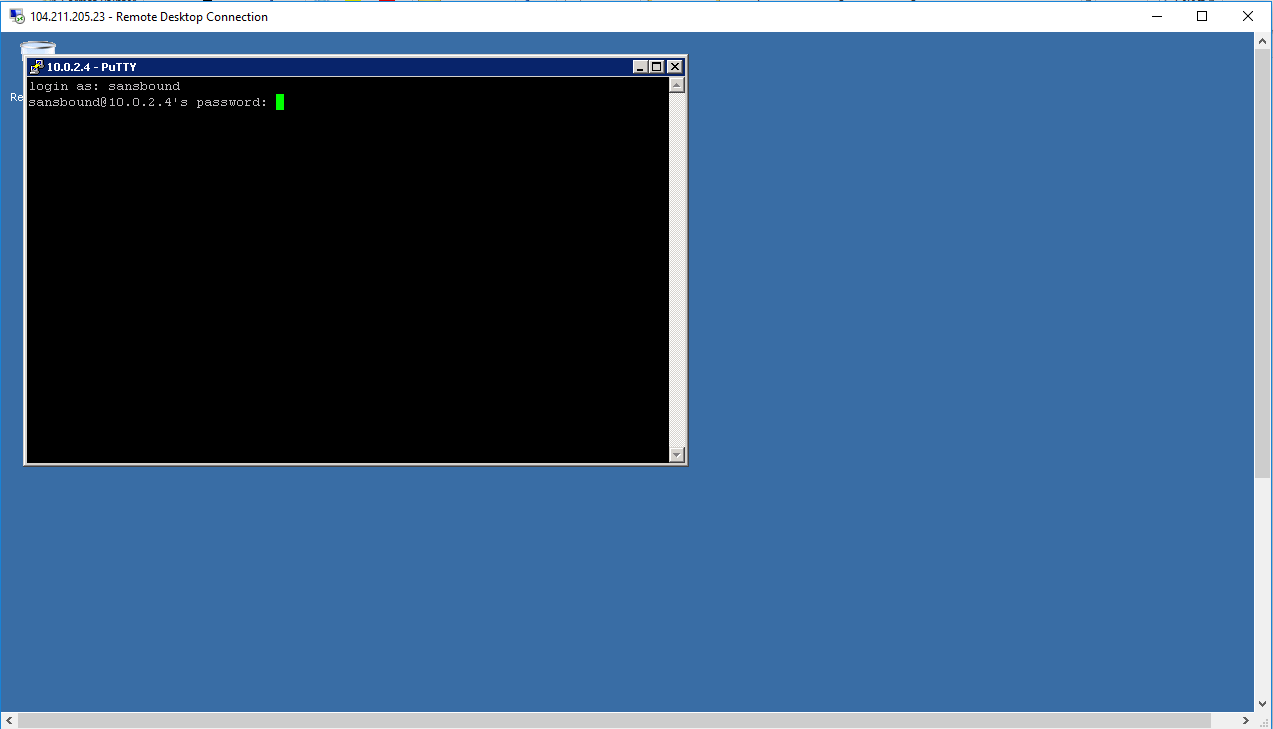 104.211.205.23 - Remote Desktop Connection
10.0.2.4 - PuTTY
login as: sansbound
sansbound@10.0.2.4's password:
Re